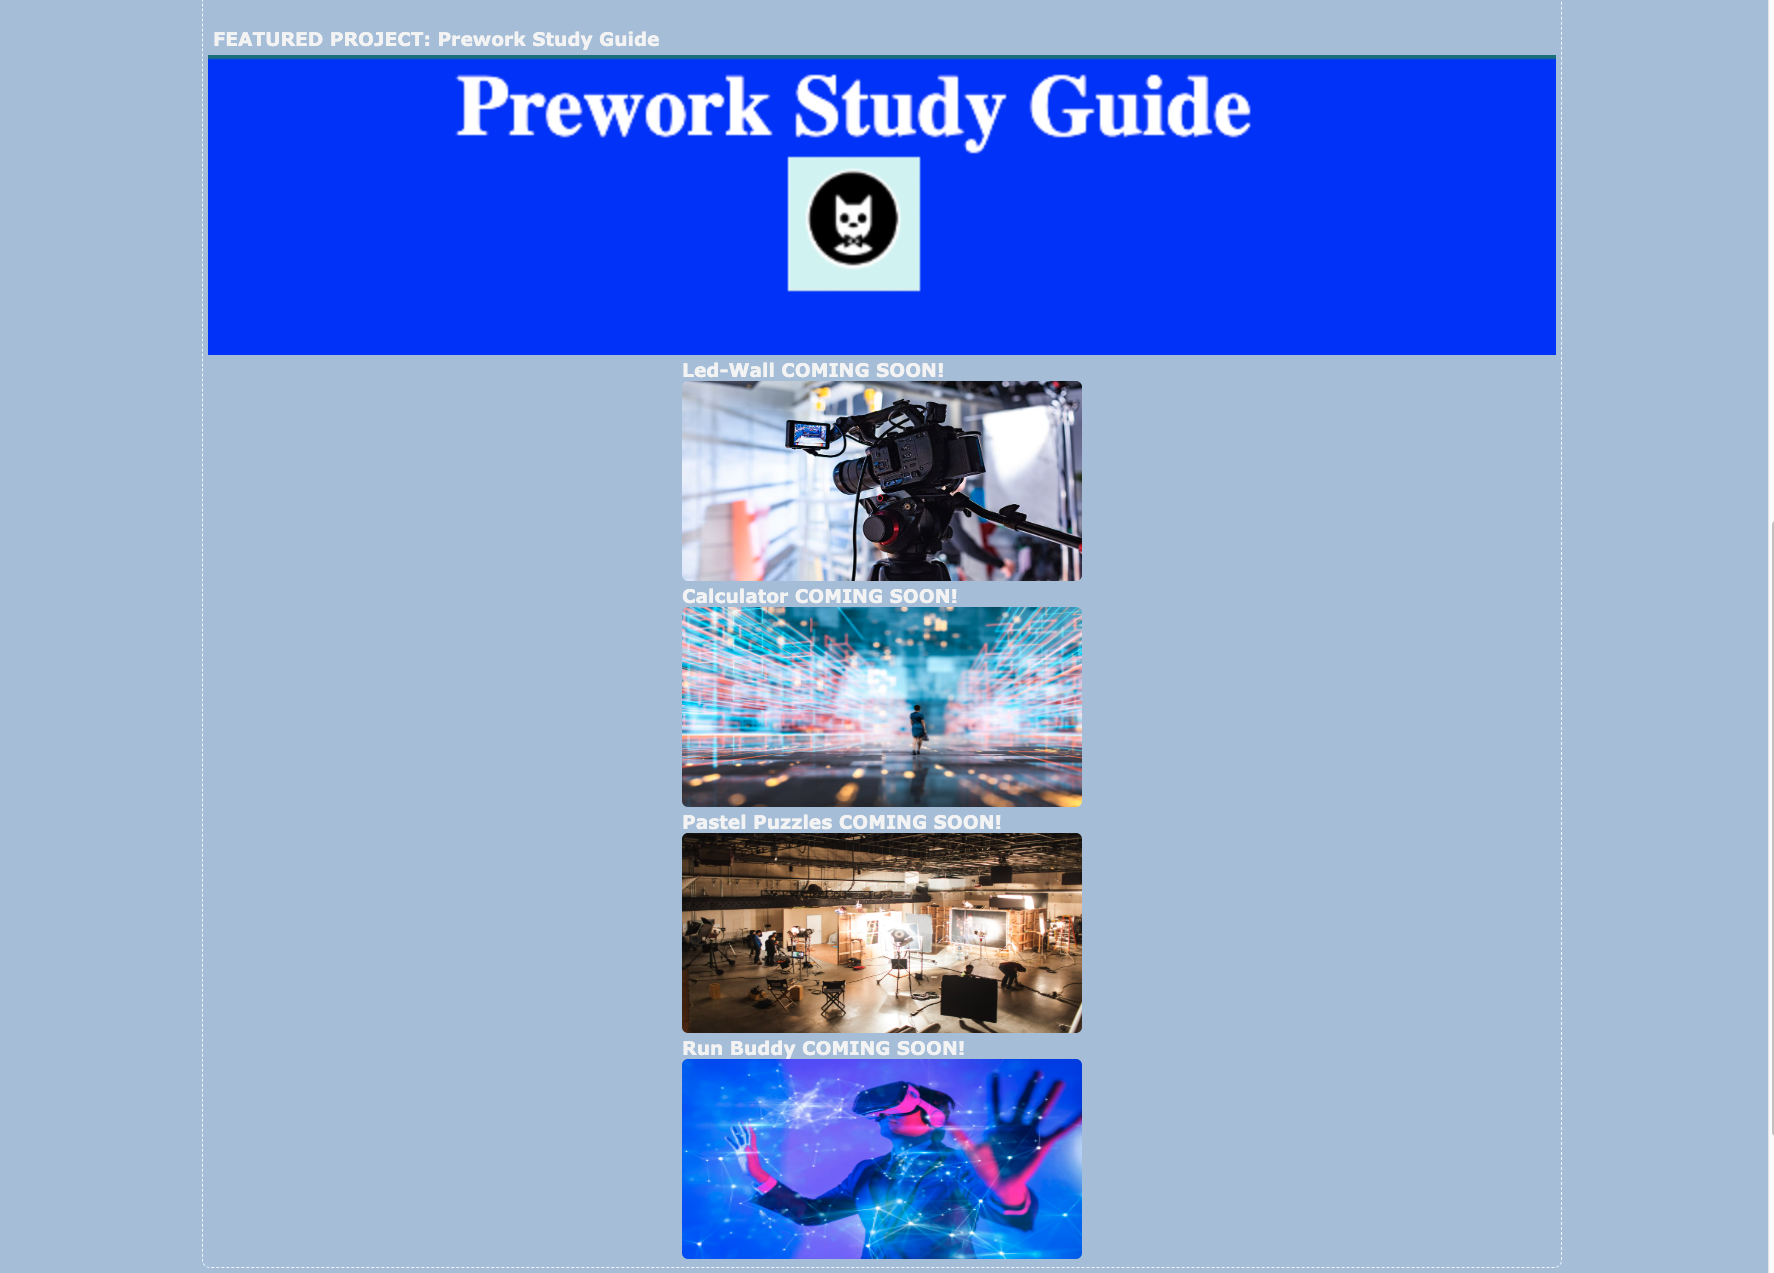 FEATURED PROJECT: Prework Study Guide
Prework Study Guide
Led-Wall COMING SOON!
Calculator COMING SOON!
Pastel Puzzles COMING SOON!
Run Buddy COMING SOON!